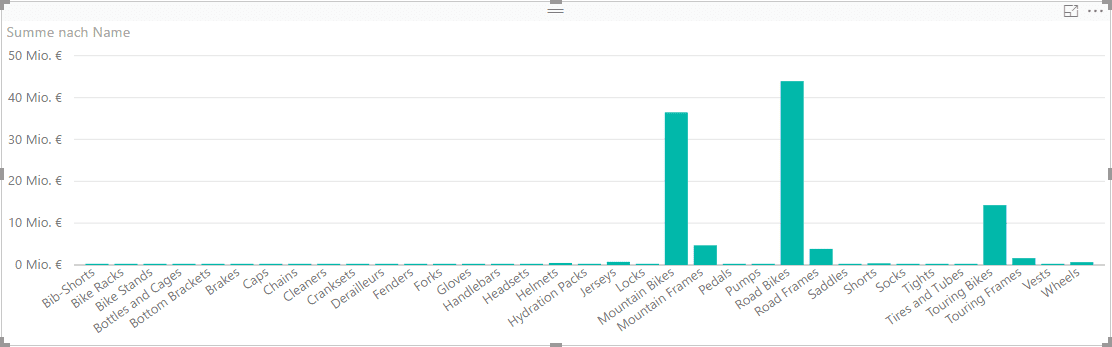 Summe nach Name
50 Mio. €
40 Mio. €
30 Mio. €
20 Mio. €
10 Mio. €
0 Mio. €
Bib-Shorts
Bike Racks
Bike Stands
Bottles and Cages
Bottom Brackets
Brakes
Caps
Chains
Cleaners
Cranksets
Derailleurs
Fenders
Forks
Gloves
Handlebars
Headsets
Helmets
Hydration Packs
Jerseys
Locks
Mountain Bikes
Mountain Frames
Pedals
Pumps
Road Bikes
Road Frames
Saddles
Shorts
Socks
Tights
Tires and Tubes
Touring Bikes
Touring Frames
Vests
Wheels